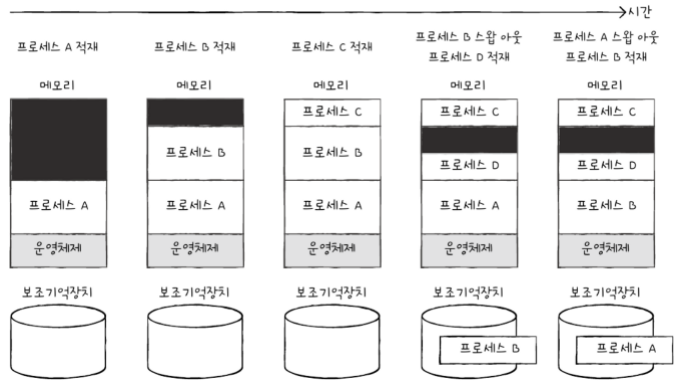 시간
프로세스 A 적재
프로세스 B 적재
프로세스 C 적재
프로세스 B 스왑 아웃
프로세스 D 적재
프로세스 A 스왑 아웃
프로세스 B 적재
메모리
프로세스 A
운영체제
보조기억장치
메모리
프로세스 B
프로세스 A
운영체제
보조기억장치
메모리
프로세스 C
프로세스 B
프로세스 A
운영체제
보조기억장치
메모리
프로세스 C
프로세스 D
프로세스 A
운영체제
보조기억장치
프로세스 B
메모리
프로세스 C
프로세스 D
프로세스 B
운영체제
보조기억장치
프로세스 A